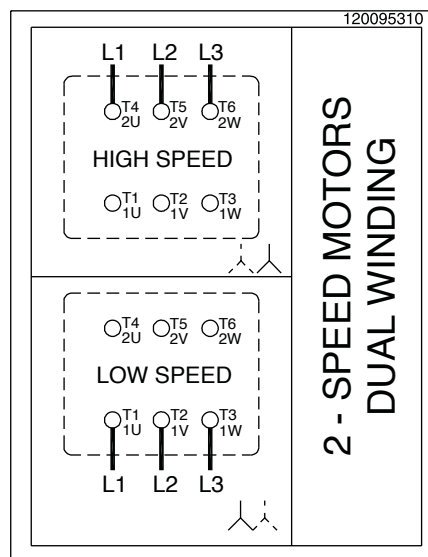 120095310
L1 L2 L3
T4 T5 T6
2U 2V 2W
HIGH SPEED
T1 T2 T3
1U 1V 1W
T4 T5 T6
2U 2V 2W
LOW SPEED
T1 T2 T3
1U 1V 1W
L1 L2 L3
2 - SPEED MOTORS
DUAL WINDING